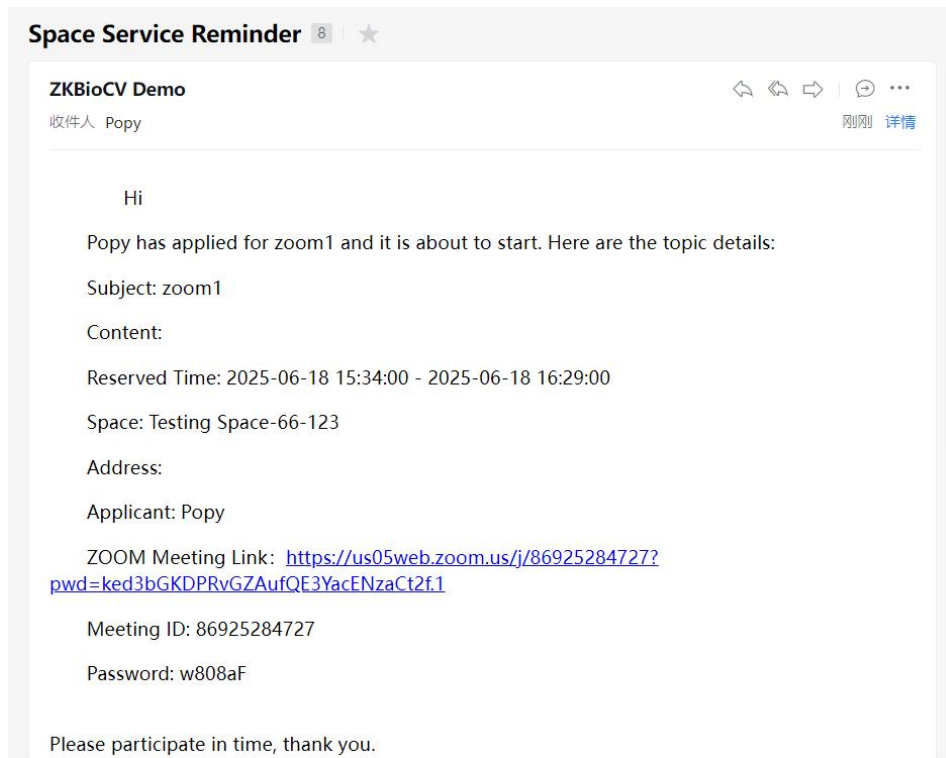 Space Service Reminder 8
ZKBioCV Demo
收件人 Popy
刚刚 详情
Hi
Popy has applied for zoom1 and it is about to start. Here are the topic details:
Subject: zoom1
Content:
Reserved Time: 2025-06-18 15:34:00 - 2025-06-18 16:29:00
Space: Testing Space-66-123
Address:
Applicant: Popy
ZOOM Meeting Link：https://us05web.zoom.us/j/86925284727?
pwd=ked3bGKDPRvGZAufQE3YacENzaCt2f.1
Meeting ID: 86925284727
Password: w808aF
Please participate in time, thank you.